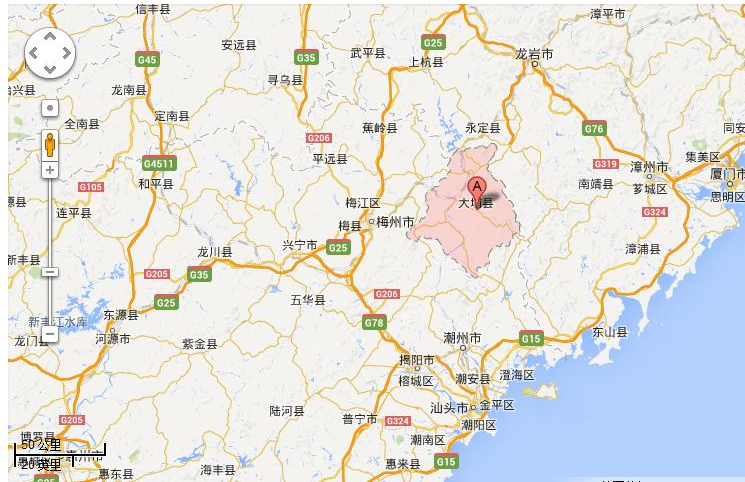 信丰县
漳平市
G45
安远县
G35
武平县
G25
上杭县
龙岩市
寻乌县
龙南县
定南县
全南县
蕉岭县
永定县
G76
G206
同安
G4511
平远县
G319
漳州市
集美区
厦门市
G105
和平县
A
南靖县
芗城区
思明区
连平县
梅江区
大埔县
G324
梅县
梅州市
新丰县
龙川县
兴宁市
G25
漳浦县
G205
G35
G25
五华县
G206
新丰江水库
东源县
G78
龙门县
河源市
紫金县
潮州市
G15
东山县
揭阳市
榕城区
潮安县
澄海区
陆河县
汕头市
金平区
G205
普宁市
G324
潮阳区
博罗县
50 公里
潮南区
20 英里
惠东县
海丰县
惠来县
G15